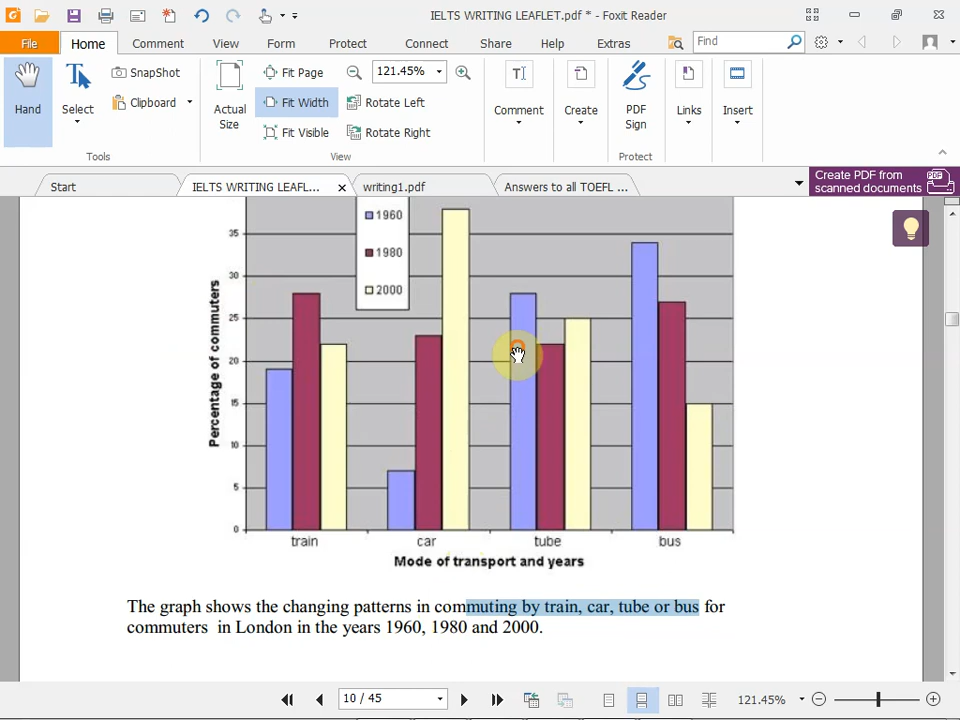 IELTS WRITING LEAFLET.pdf * - Foxit Reader
File Home Comment View Form Protect Connect Share Help Extras Find
Hand
Select
SnapShot
Clipboard
Tools
Actual Size
Fit Page
Fit Width
Fit Visible
121.45%
Rotate Left
Rotate Right
View
Comment
Create
PDF Sign
Protect
Links
Insert
Start IELTS WRITING LEAFL... writing1.pdf Answers to all TOEFL ...
Create PDF from
scanned documents
1960
1980
2000
Percentage of commuters
35
30
25
20
15
10
5
0
train car tube bus
Mode of transport and years
The graph shows the changing patterns in commuting by train, car, tube or bus for
commuters in London in the years 1960, 1980 and 2000.
10 / 45
121.45%